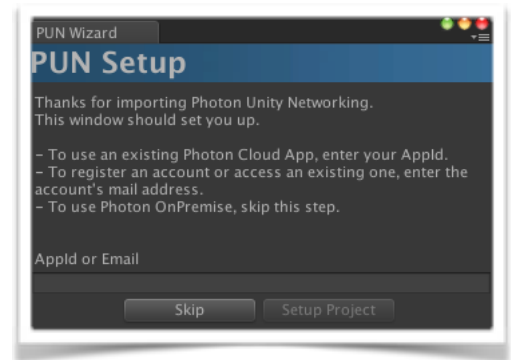 PUN Wizard
PUN Setup
Thanks for importing Photon Unity Networking.
This window should set you up.
– To use an existing Photon Cloud App, enter your AppId.
– To register an account or access an existing one, enter the
account's mail address.
– To use Photon OnPremise, skip this step.
AppId or Email
Skip
Setup Project